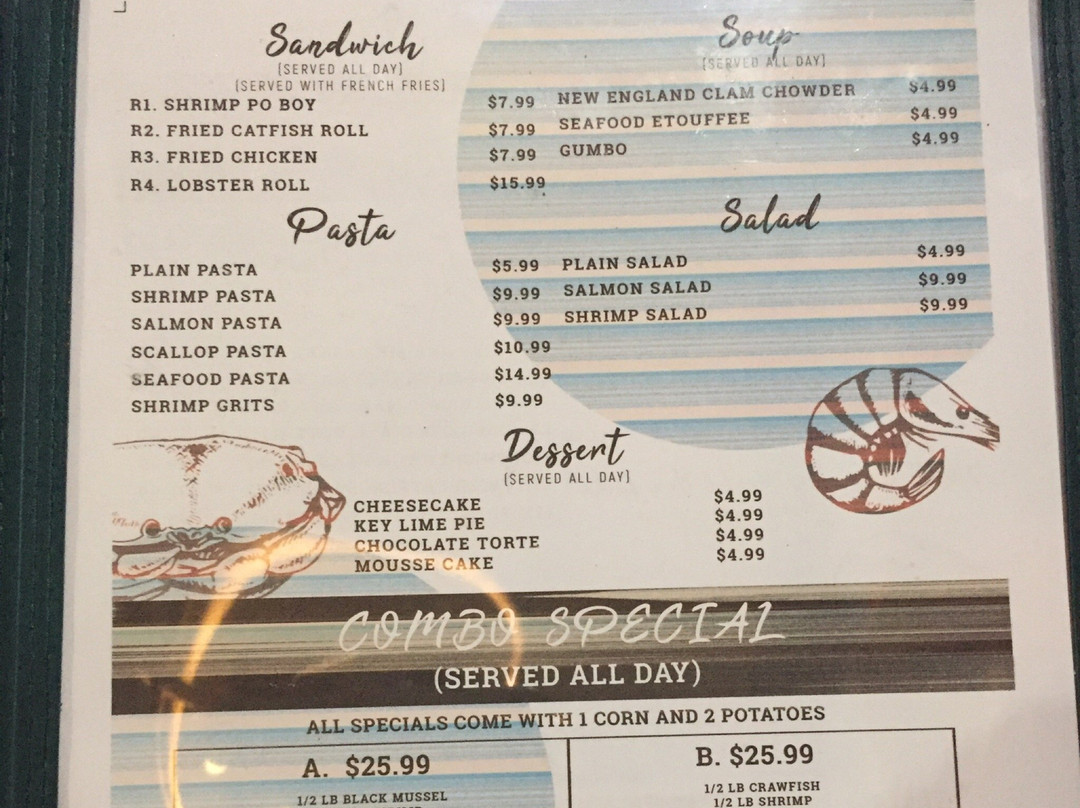 Sandwich
(SERVED ALL DAY)
(SERVED WITH FRENCH FRIES)
R1. SHRIMP PO BOY $7.99
R2. FRIED CATFISH ROLL $7.99
R3. FRIED CHICKEN $7.99
R4. LOBSTER ROLL $15.99
Soup
(SERVED ALL DAY)
NEW ENGLAND CLAM CHOWDER $4.99
SEAFOOD ETOUFFEE $4.99
GUMBO $4.99
Pasta
PLAIN PASTA $5.99
SHRIMP PASTA $9.99
SALMON PASTA $9.99
SCALLOP PASTA $10.99
SEAFOOD PASTA $14.99
SHRIMP GRITS $9.99
Salad
PLAIN SALAD $4.99
SALMON SALAD $9.99
SHRIMP SALAD $9.99
Dessert
(SERVED ALL DAY)
CHEESECAKE $4.99
KEY LIME PIE $4.99
CHOCOLATE TORTE $4.99
MOUSSE CAKE $4.99
COMBO SPECIAL
(SERVED ALL DAY)
ALL SPECIALS COME WITH 1 CORN AND 2 POTATOES
A. $25.99
1/2 LB BLACK MUSSEL
B. $25.99
1/2 LB CRAWFISH
1/2 LB SHRIMP